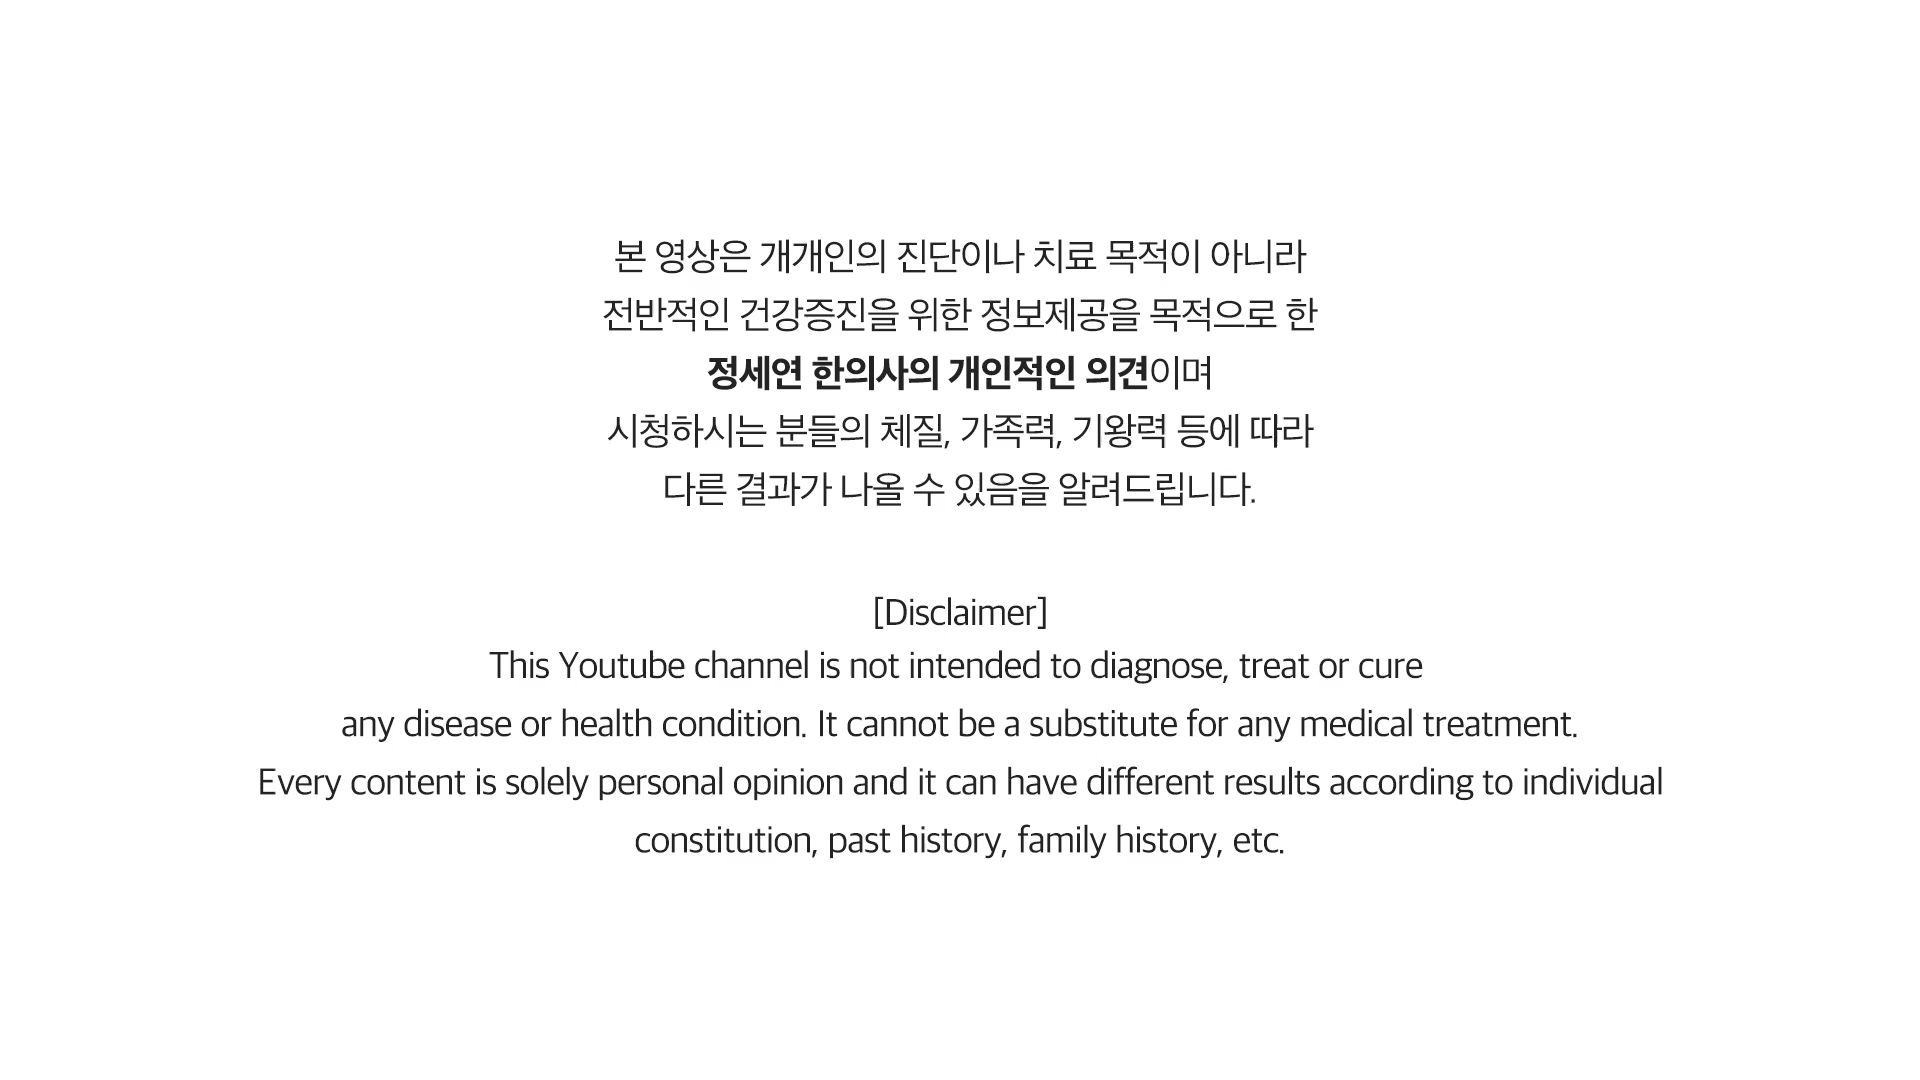 본 영상은 개개인의 진단이나 치료 목적이 아니라
전반적인 건강증진을 위한 정보제공을 목적으로 한
정세연 한의사의 개인적인 의견이며
시청하시는 분들의 체질, 가족력, 기왕력 등에 따라
다른 결과가 나올 수 있음을 알려드립니다.
[Disclaimer]
This Youtube channel is not intended to diagnose, treat or cure
any disease or health condition. It cannot be a substitute for any medical treatment.
Every content is solely personal opinion and it can have different results according to individual
constitution, past history, family history, etc.